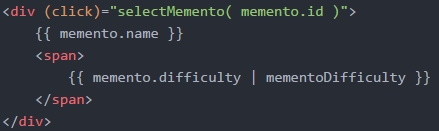 <div (click)="selectMemento( memento.id )">
    {{ memento.name }}
    <span>
        {{ memento.difficulty | mementoDifficulty }}
    </span>
</div>